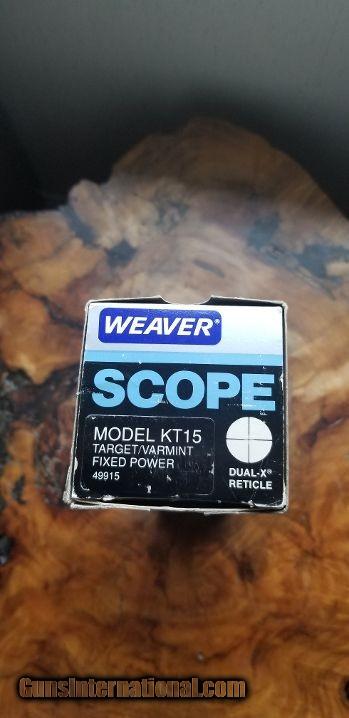 WEAVER®
SCOPE
MODEL KT15
TARGET/VARMINT
FIXED POWER
49915
DUAL-X®
RETICLE
GunsInternational.com